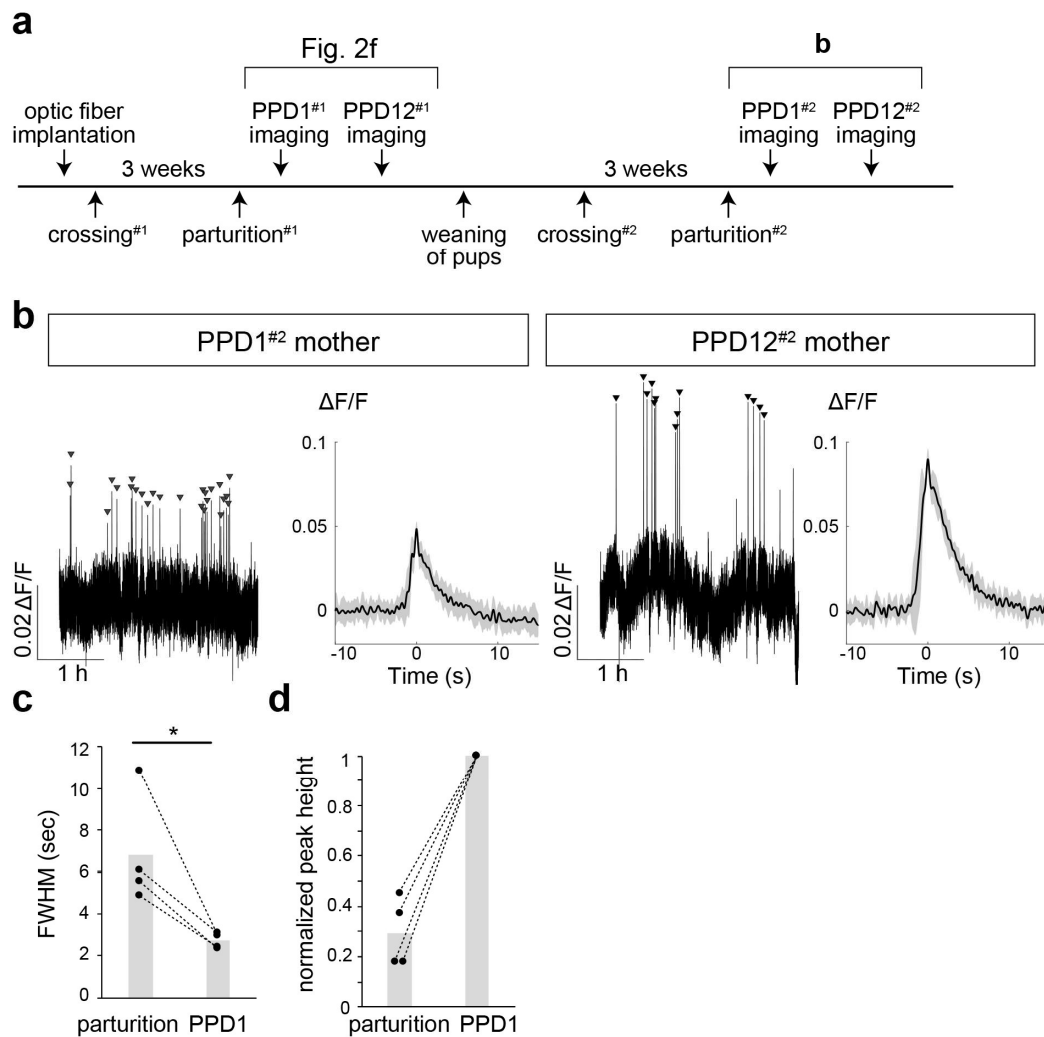 a
Fig. 2f
b
optic fiber
implantation
PPD1#1
imaging
PPD12#1
imaging
PPD1#2
imaging
PPD12#2
imaging
3 weeks
3 weeks
crossing#1
parturition#1
weaning
of pups
crossing#2
parturition#2
b
PPD1#2 mother
PPD12#2 mother
0.02 ΔF/F
1 h
ΔF/F
0.1
0.05
0
-10
0
10
Time (s)
0.02 ΔF/F
1 h
ΔF/F
0.1
0.05
0
-10
0
10
Time (s)
c
*
FWHM (sec)
12
10
8
6
4
2
0
parturition
PPD1
d
normalized peak height
1
0.8
0.6
0.4
0.2
0
parturition
PPD1